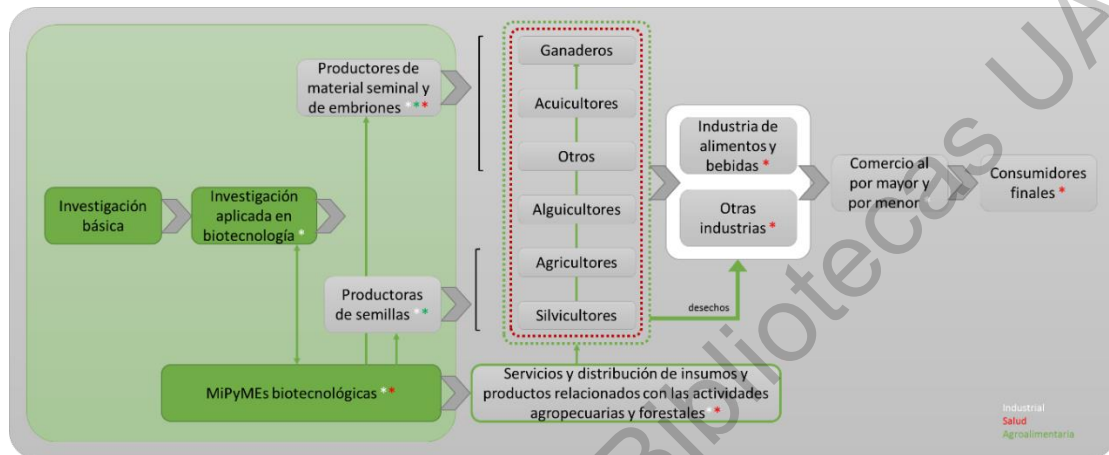 Ganaderos
Productores de
material seminal y
de embriones ***
Acuicultores
Otros
Industria de
alimentos y
bebidas *
Comercio al
por mayor y
por menor
Consumidores
finales *
Investigación
básica
Investigación
aplicada en
biotecnología *
Alguicultores
Otras
industrias *
Agricultores
Productoras
de semillas **
Silvicultores
desechos
MiPyMEs biotecnológicas **
Servicios y distribución de insumos y
productos relacionados con las actividades
agropecuarias y forestales **
Industrial
Salud
Agroalimentaria
Bibliotecas UA